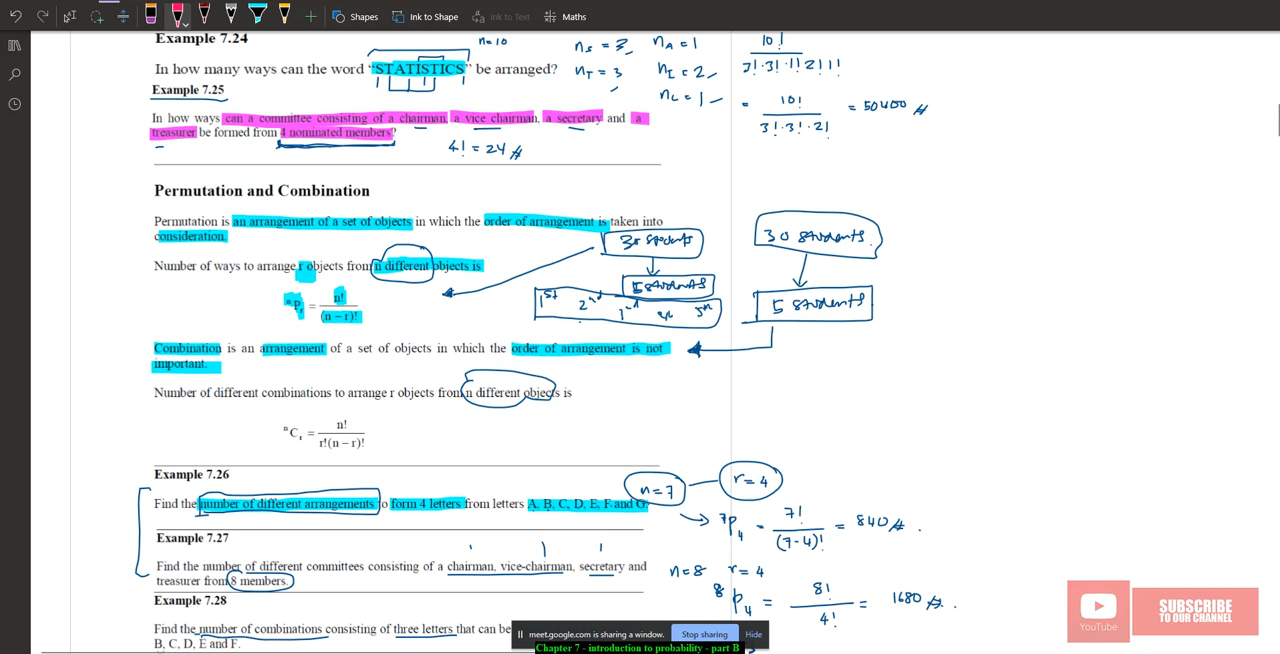 Shapes
Ink to Shape
Ink to Text
Maths
Example 7.24
n=10
In how many ways can the word “STATISTICS” be arranged?
nS = 3
nA = 1
nT = 3
nI = 2
10!
3!·3!·1!2!1!
Example 7.25
In how ways can a committee consisting of a chairman, a vice chairman, a secretary and a
treasurer be formed from 4 nominated members?
4! = 24 #
= 10! / 3!·3!·2! = 50400 #
Permutation and Combination
Permutation is an arrangement of a set of objects in which the order of arrangement is taken into
consideration.
30 students
30 students
Number of ways to arrange r objects from n different objects is
5 students
5 students
nPr = n! / (n − r)!
1st 2nd
Combination is an arrangement of a set of objects in which the order of arrangement is not
important.
Number of different combinations to arrange r objects from n different objects is
nCr = n! / r!(n − r)!
Example 7.26
n=7
r=4
Find the number of different arrangements to form 4 letters from letters A, B, C, D, E, F and G.
7P4 = 7! / (7-4)! = 840 #.
Example 7.27
Find the number of different committees consisting of a chairman, vice-chairman, secretary and
treasurer from 8 members.
n=8 r=4
8P4 = 8! / 4! = 1680 #.
Example 7.28
Find the number of combinations consisting of three letters that can be
B, C, D, E and F.
meet.google.com is sharing a window.
Stop sharing
Hide
Chapter 7 - introduction to probability - part B
YouTube
SUBSCRIBE
TO OUR CHANNEL